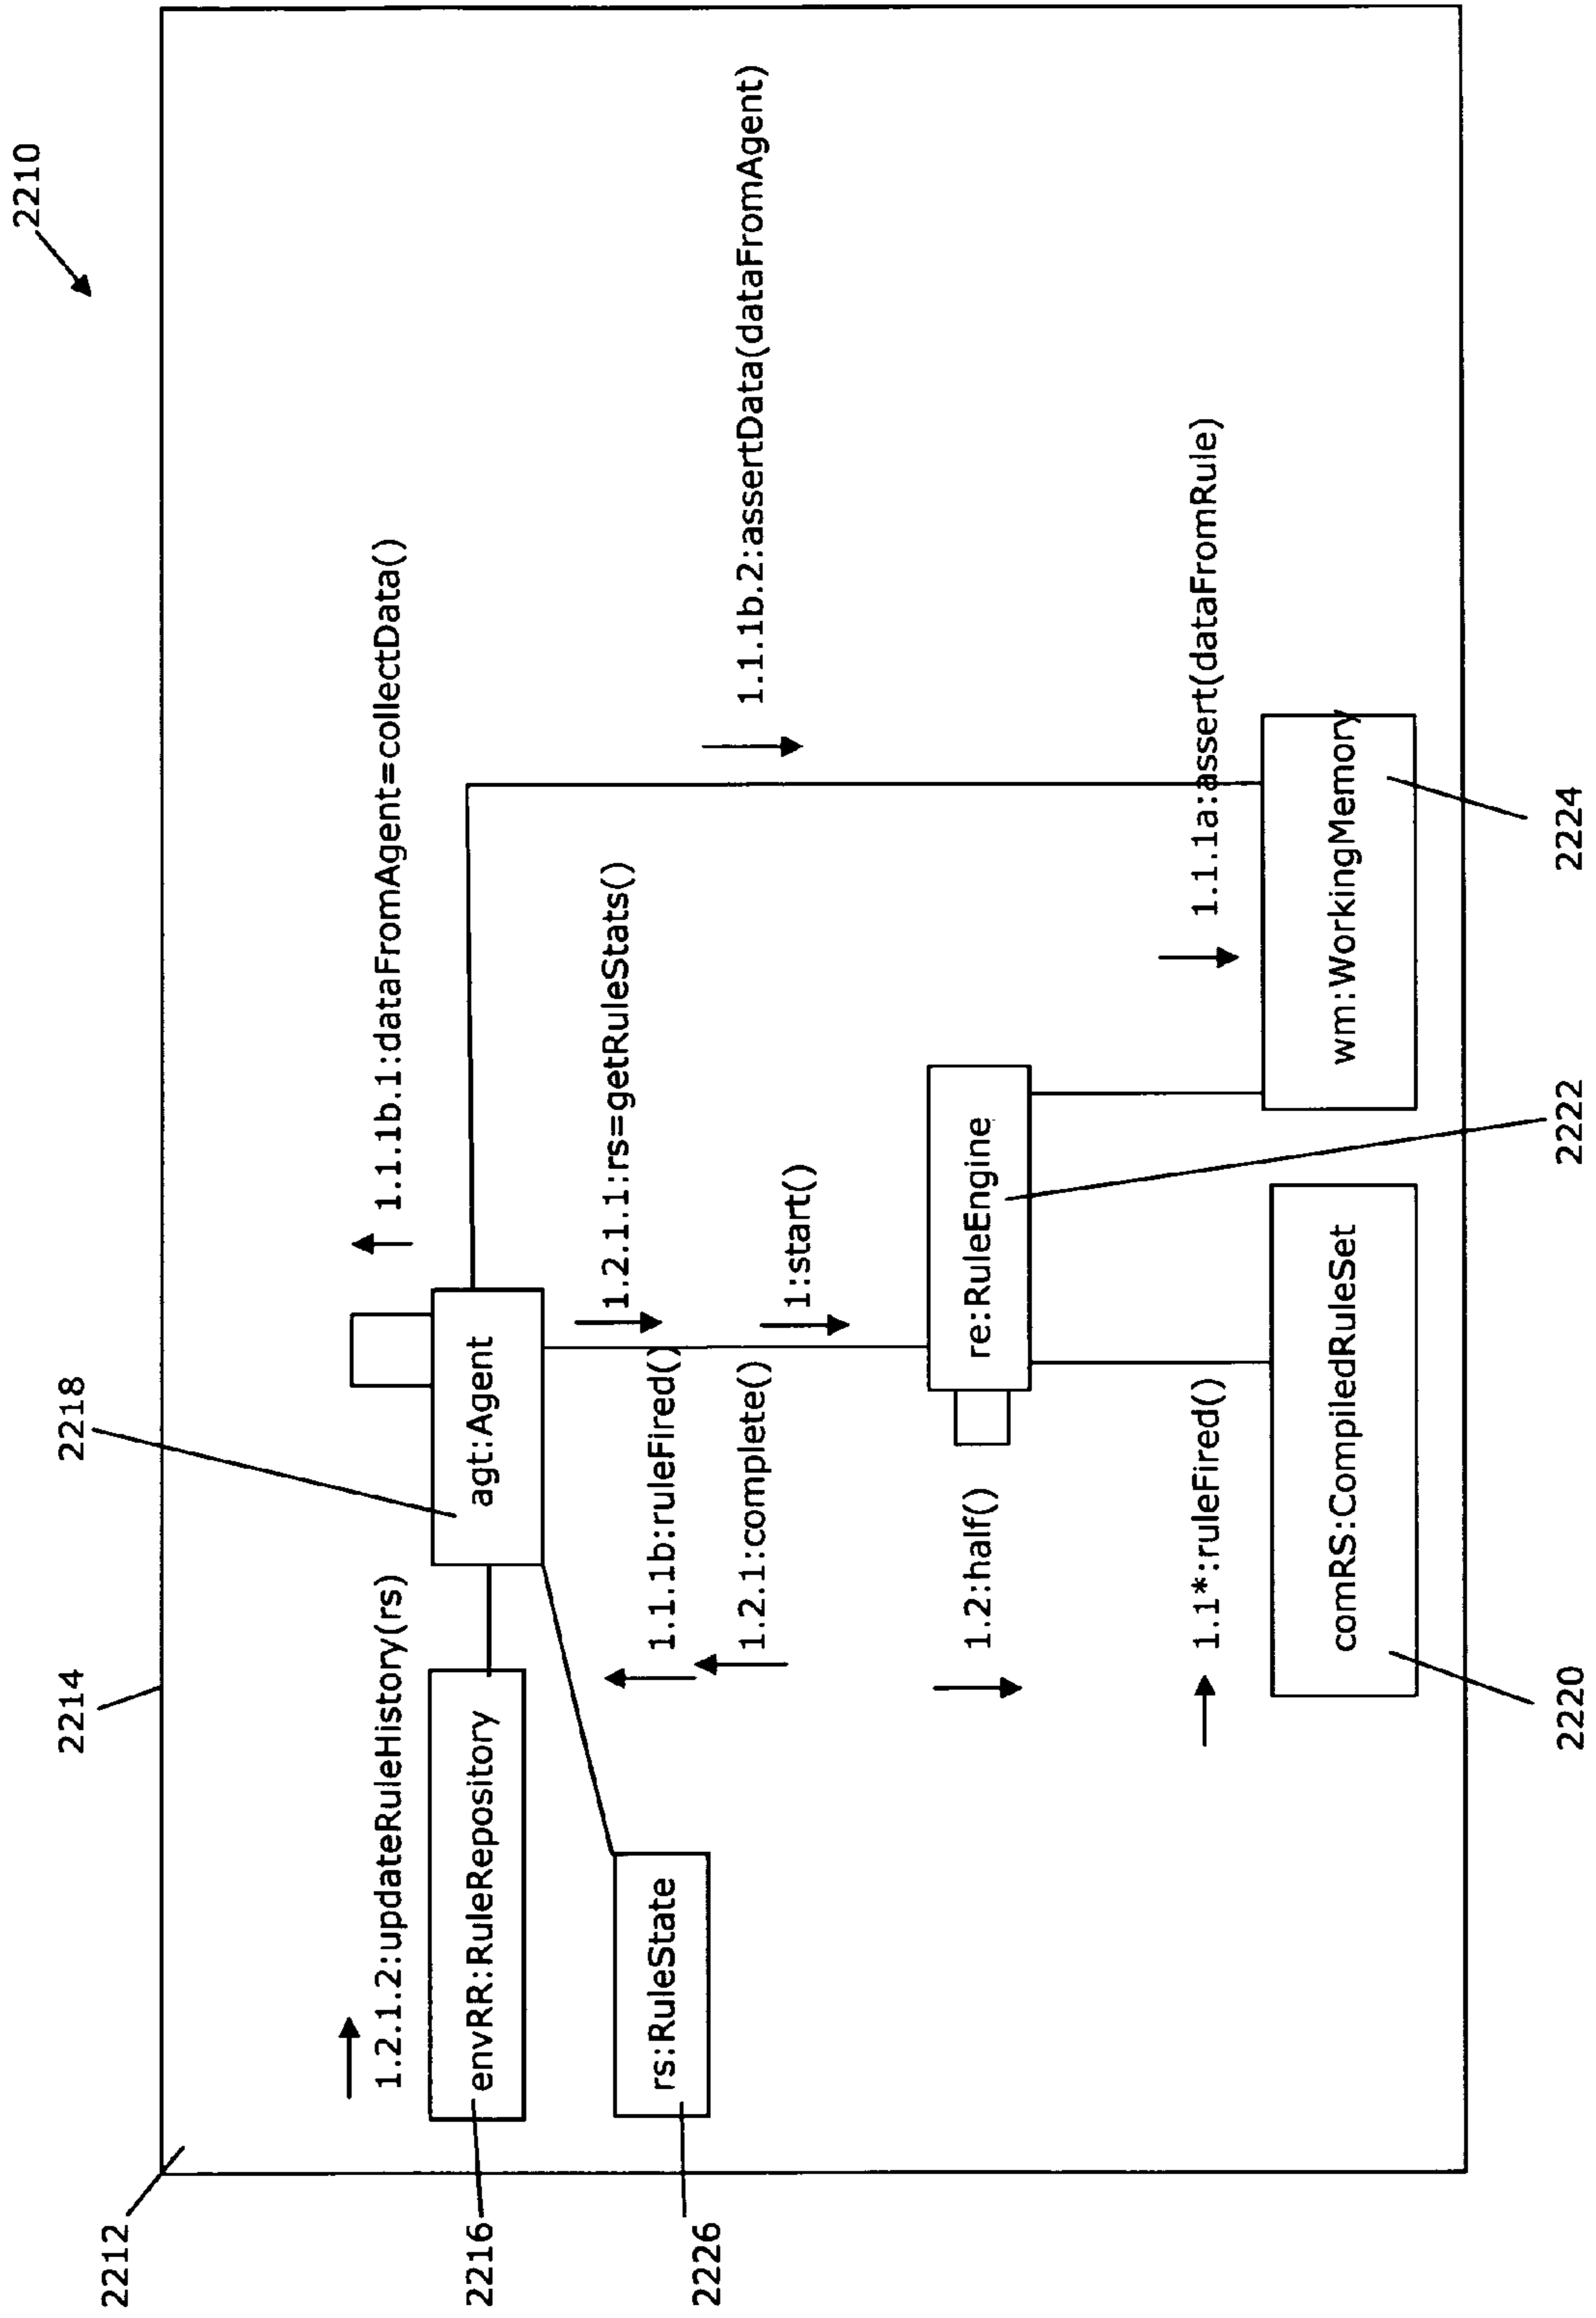 2210
2212
2214
2218
1.2.1.2:updateRuleHistory(rs)
1.1.1b.1:dataFromAgent=collectData()
2216
envRR:RuleRepository
agt:Agent
1.2.1.1:rs=getRuleStats()
2226
rs:RuleState
1.1.1b:ruleFired()
1.2.1:complete()
1:start()
1.1.1b.2:assertData(dataFromAgent)
1.2:half()
re:RuleEngine
1.1*:ruleFired()
1.1.1a:assert(dataFromRule)
comRS:CompiledRuleSet
wm:WorkingMemory
2220
2222
2224